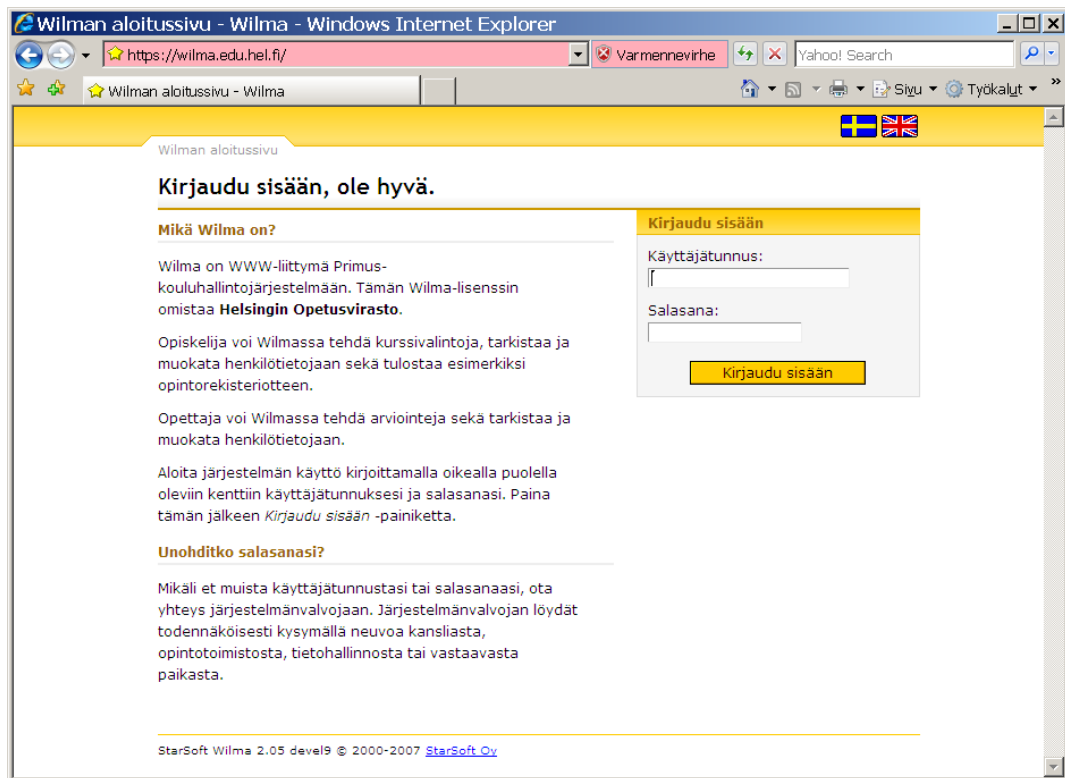 Wilman aloitussivu - Wilma - Windows Internet Explorer
https://wilma.edu.hel.fi/
Varmennevirhe
Yahoo! Search
Wilman aloitussivu - Wilma
Sivu
Työkalut
»
Wilman aloitussivu
Kirjaudu sisään, ole hyvä.
Mikä Wilma on?
Wilma on WWW-liittymä Primus-
kouluhallintojärjestelmään. Tämän Wilma-lisenssin
omistaa Helsingin Opetusvirasto.
Opiskelija voi Wilmassa tehdä kurssivalintoja, tarkistaa ja
muokata henkilötietojaan sekä tulostaa esimerkiksi
opintorekisteriotteen.
Opettaja voi Wilmassa tehdä arviointeja sekä tarkistaa ja
muokata henkilötietojaan.
Aloita järjestelmän käyttö kirjoittamalla oikealla puolella
oleviin kenttiin käyttäjätunnuksesi ja salasanasi. Paina
tämän jälkeen Kirjaudu sisään -painiketta.
Unohditko salasanasi?
Mikäli et muista käyttäjätunnustasi tai salasanaasi, ota
yhteys järjestelmänvalvojaan. Järjestelmänvalvojan löydät
todennäköisesti kysymällä neuvoa kansliasta,
opintotoimistosta, tietohallinnosta tai vastaavasta
paikasta.
Kirjaudu sisään
Käyttäjätunnus:
Salasana:
Kirjaudu sisään
StarSoft Wilma 2.05 devel9 © 2000-2007 StarSoft Oy